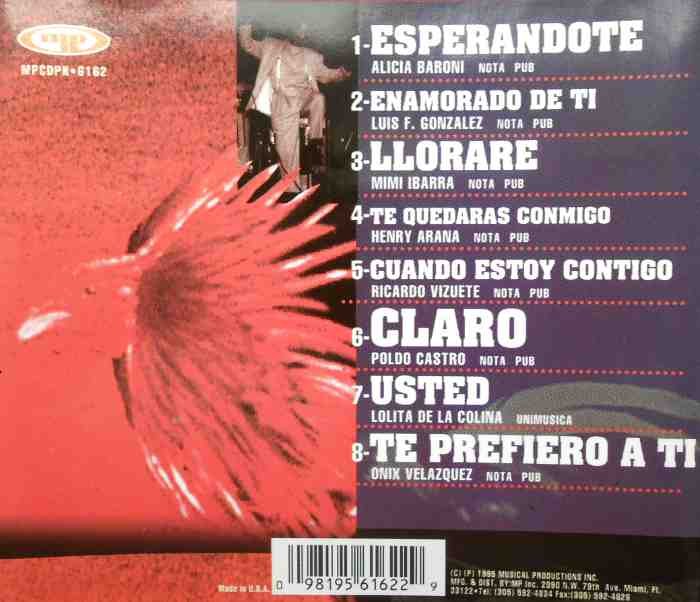 mp
MPCDPK•6162
1-ESPERANDOTE
ALICIA BARONI NOTA PUB
2-ENAMORADO DE TI
LUIS F. GONZALEZ NOTA PUB
3-LLORARE
MIMI IBARRA NOTA PUB
4-TE QUEDARAS CONMIGO
HENRY ARANA NOTA PUB
5-CUANDO ESTOY CONTIGO
RICARDO VIZUETE NOTA PUB
6-CLARO
POLDO CASTRO NOTA PUB
7-USTED
LOLITA DE LA COLINA UNIMUSICA
8-TE PREFIERO A TI
ONIX VELAZQUEZ NOTA PUB
Made in U.S.A.
0 98195 61622 9
(C) (P) 1995 MUSICAL PRODUCTIONS INC.
MFG. & DIST. BY:MP Inc. 2990 N.W. 79th Ave. Miami, Fl.
33122•Tel: (305) 592-4834 Fax:(305) 592-4829